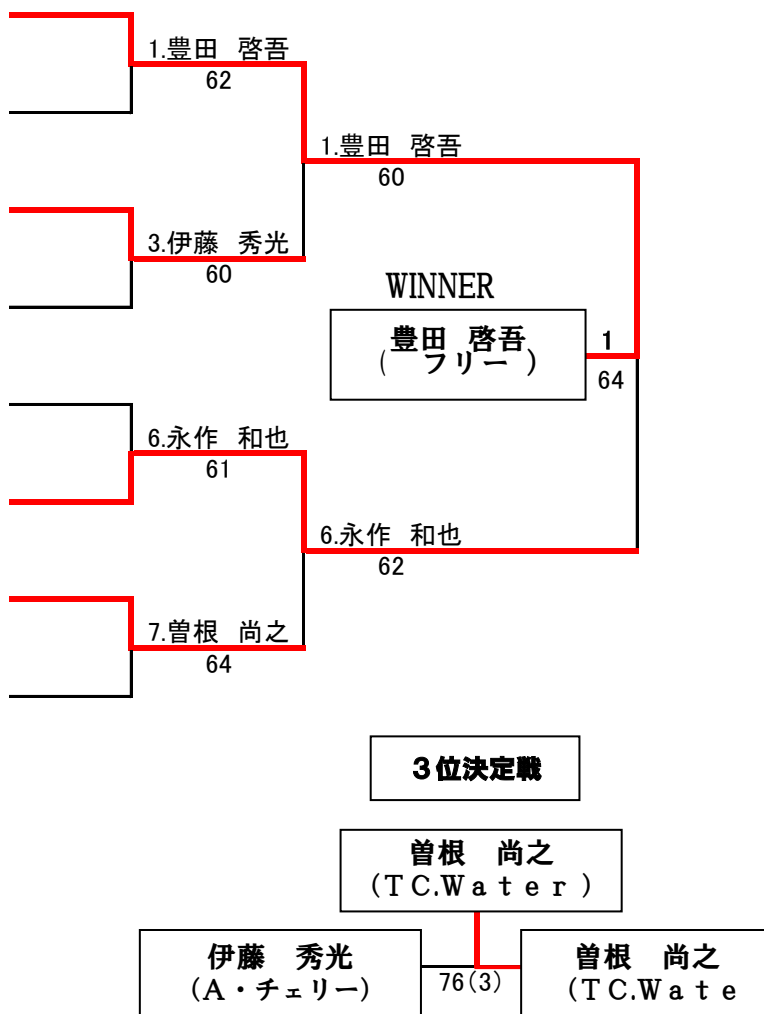 1.豊田 啓吾
62
1.豊田 啓吾
60
3.伊藤 秀光
60
WINNER
豊田 啓吾
( フリー )
1
64
6.永作 和也
61
6.永作 和也
62
7.曽根 尚之
64
３位決定戦
曽根 尚之
(ＴＣ.Ｗａｔｅｒ)
伊藤 秀光
(Ａ・チェリー)
76(3)
曽根 尚之
(ＴＣ.Ｗａｔｅ